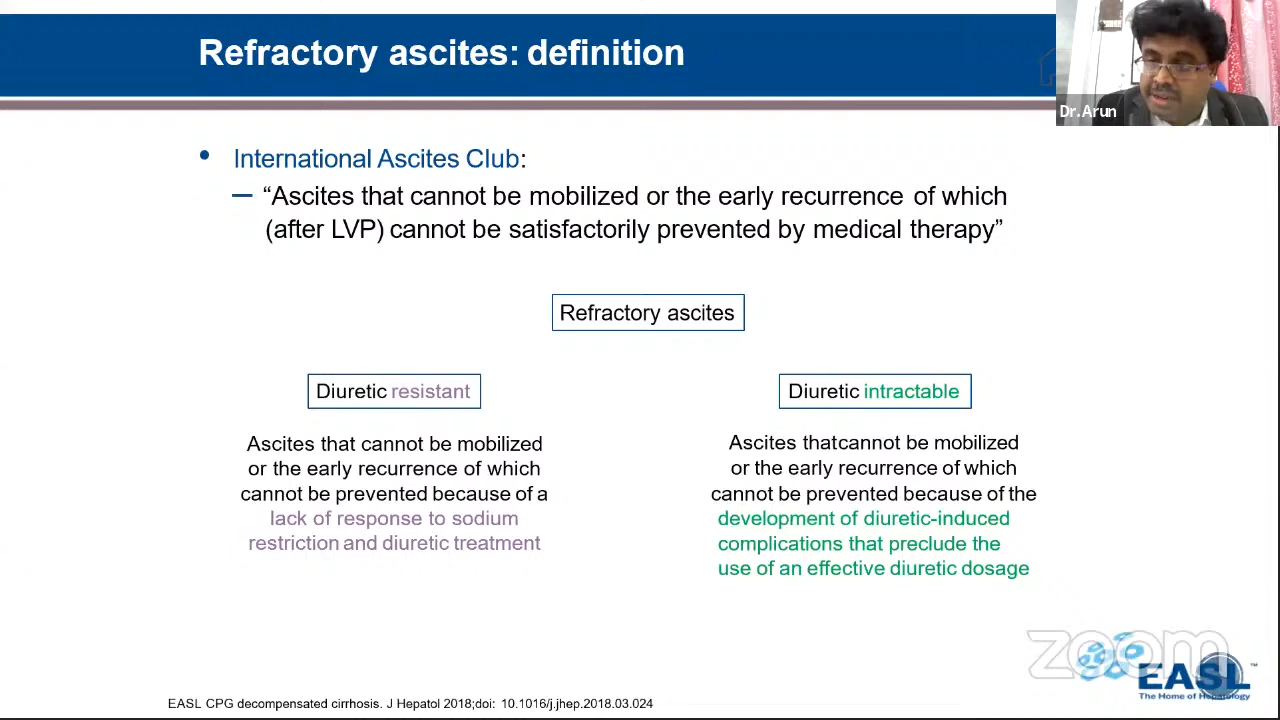 Refractory ascites: definition
Dr.Arun
• International Ascites Club:
— “Ascites that cannot be mobilized or the early recurrence of which
(after LVP) cannot be satisfactorily prevented by medical therapy”
Refractory ascites
Diuretic resistant
Ascites that cannot be mobilized
or the early recurrence of which
cannot be prevented because of a
lack of response to sodium
restriction and diuretic treatment
Diuretic intractable
Ascites thatcannot be mobilized
or the early recurrence of which
cannot be prevented because of the
development of diuretic-induced
complications that preclude the
use of an effective diuretic dosage
zoom
EASL™
The Home of Hepatology
EASL CPG decompensated cirrhosis. J Hepatol 2018;doi: 10.1016/j.jhep.2018.03.024